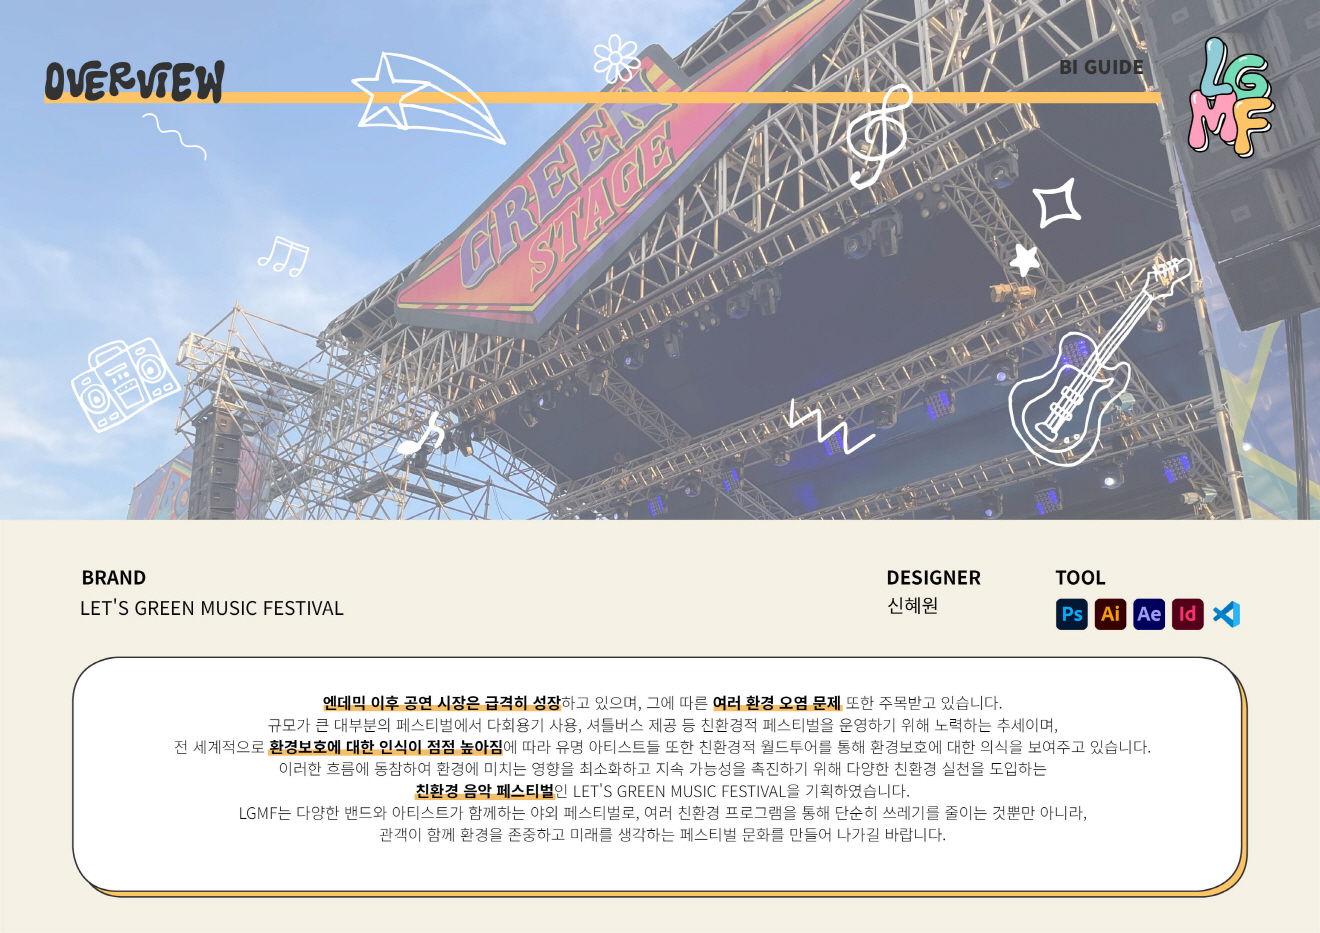 OVERVIEW
BI GUIDE
LG
MF
GREEN
STAGE
BRAND
LET'S GREEN MUSIC FESTIVAL
DESIGNER
신혜원
TOOL
Ps Ai Ae Id
엔데믹 이후 공연 시장은 급격히 성장하고 있으며, 그에 따른 여러 환경 오염 문제 또한 주목받고 있습니다.
규모가 큰 대부분의 페스티벌에서 다회용기 사용, 셔틀버스 제공 등 친환경적 페스티벌을 운영하기 위해 노력하는 추세이며,
전 세계적으로 환경보호에 대한 인식이 점점 높아짐에 따라 유명 아티스트들 또한 친환경적 월드투어를 통해 환경보호에 대한 의식을 보여주고 있습니다.
이러한 흐름에 동참하여 환경에 미치는 영향을 최소화하고 지속 가능성을 촉진하기 위해 다양한 친환경 실천을 도입하는
친환경 음악 페스티벌인 LET'S GREEN MUSIC FESTIVAL을 기획하였습니다.
LGMF는 다양한 밴드와 아티스트가 함께하는 야외 페스티벌로, 여러 친환경 프로그램을 통해 단순히 쓰레기를 줄이는 것뿐만 아니라,
관객이 함께 환경을 존중하고 미래를 생각하는 페스티벌 문화를 만들어 나가길 바랍니다.